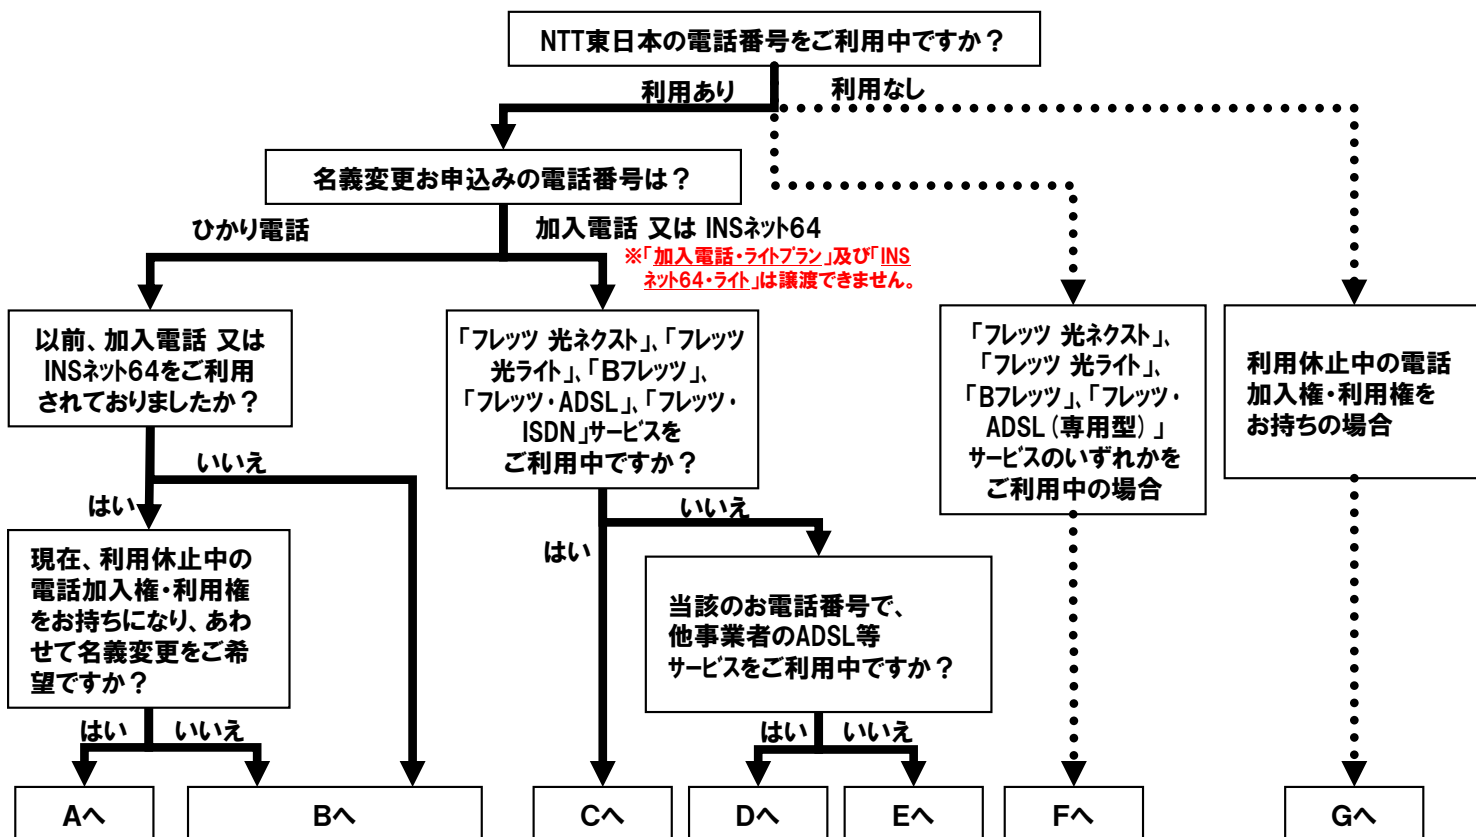 NTT東日本の電話番号をご利用中ですか？
利用あり
利用なし
名義変更お申込みの電話番号は？
ひかり電話
加入電話 又は INSネット64
※「加入電話・ライトプラン」及び「INS
ネット64・ライト」は譲渡できません。
以前、加入電話 又は
INSネット64をご利用
されておりましたか？
「フレッツ 光ネクスト」、「フレッツ
光ライト」、「Bフレッツ」、
「フレッツ・ADSL」、「フレッツ・
ISDN」サービスを
ご利用中ですか？
「フレッツ 光ネクスト」、
「フレッツ 光ライト」、
「Bフレッツ」、「フレッツ・
ADSL（専用型）」
サービスのいずれかを
ご利用中の場合
利用休止中の電話
加入権・利用権を
お持ちの場合
いいえ
はい
いいえ
はい
現在、利用休止中の
電話加入権・利用権
をお持ちになり、あわ
せて名義変更をご希
望ですか？
当該のお電話番号で、
他事業者のADSL等
サービスをご利用中ですか？
はい
いいえ
はい
いいえ
Aへ
Bへ
Cへ
Dへ
Eへ
Fへ
Gへ